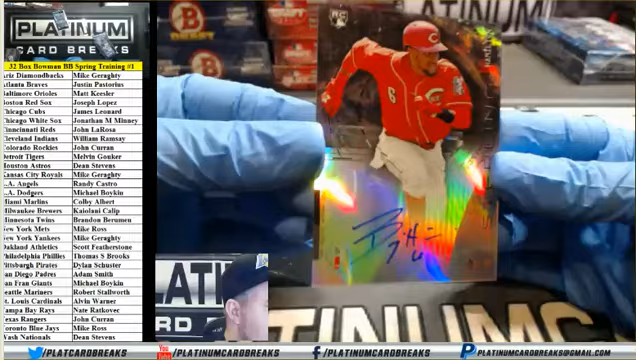 PLATINUM
CARD BREAKS
32 Box Bowman BB Spring Training #1
Ariz Diamondbacks Mike Geraghty
Atlanta Braves Justin Pastorius
Baltimore Orioles Matt Keesler
Boston Red Sox Joseph Lopez
Chicago Cubs James Leonard
Chicago White Sox Jonathan M Minney
Cincinnati Reds John LaRosa
Cleveland Indians William Ramsay
Colorado Rockies John Curran
Detroit Tigers Melvin Gouker
Houston Astros Dean Stevens
Kansas City Royals Mike Geraghty
L.A. Angels Randy Castro
L.A. Dodgers Michael Boykin
Miami Marlins Colby Albert
Milwaukee Brewers Kaiolani Calip
Minnesota Twins Brandon Berumen
New York Mets Mike Ross
New York Yankees Mike Geraghty
Oakland Athletics Scott Featherstone
Philadelphia Phillies Thomas S Brooks
Pittsburgh Pirates Dylan Schuster
San Diego Padres Adam Smith
San Fran Giants Michael Boykin
Seattle Mariners Robert Stallworth
St. Louis Cardinals Alvin Warner
Tampa Bay Rays Nate Ratkover
Texas Rangers John Curran
Toronto Blue Jays Mike Ross
Wash Nationals Dean Stevens
6
/PLATCARDBREAKS
YouTube /PLATINUMCARDBREAKS
/PLATINUMCARDBREAKS
PLATINUMCARDBREAKS@GMAIL.COM